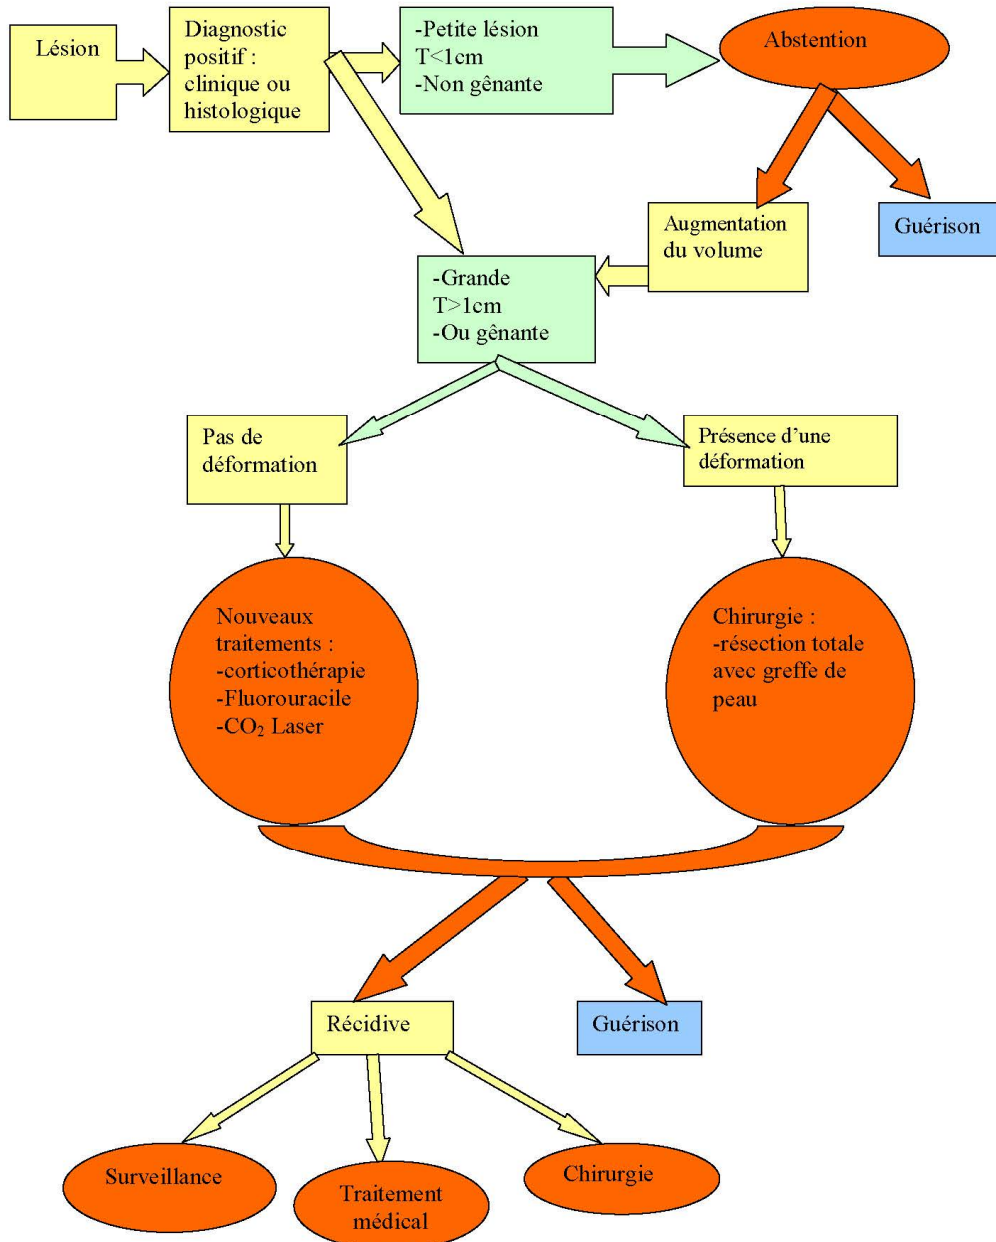 Lésion
Diagnostic
positif :
clinique ou
histologique
-Petite lésion
T<1cm
-Non gênante
Abstention
Augmentation
du volume
Guérison
-Grande
T>1cm
-Ou gênante
Pas de
déformation
Présence d’une
déformation
Nouveaux
traitements :
-corticothérapie
-Fluorouracile
-CO₂ Laser
Chirurgie :
-résection totale
avec greffe de
peau
Récidive
Guérison
Surveillance
Traitement
médical
Chirurgie